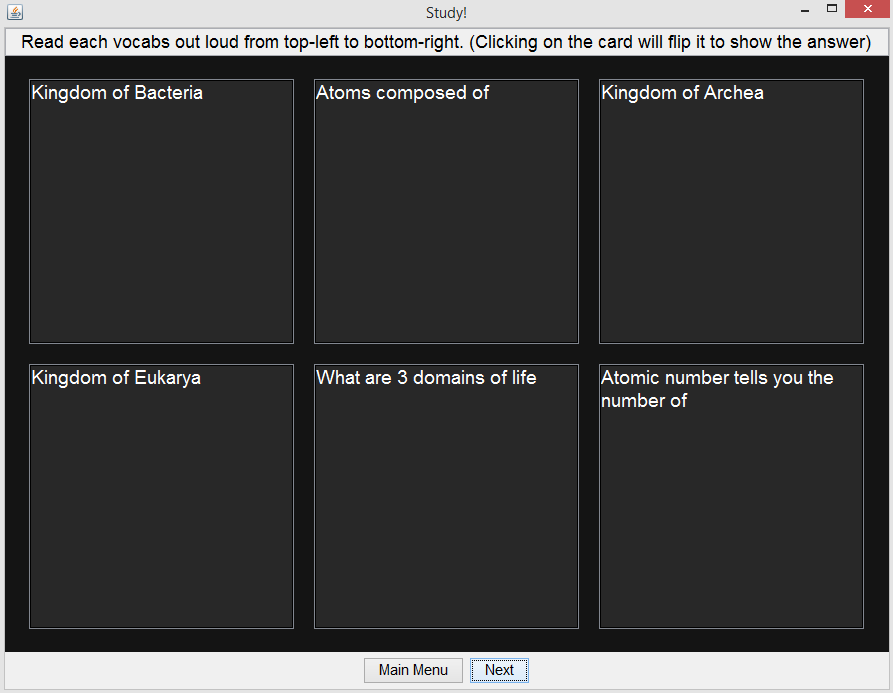 Study!
Read each vocabs out loud from top-left to bottom-right. (Clicking on the card will flip it to show the answer)
Kingdom of Bacteria
Atoms composed of
Kingdom of Archea
Kingdom of Eukarya
What are 3 domains of life
Atomic number tells you the
number of
Main Menu
Next